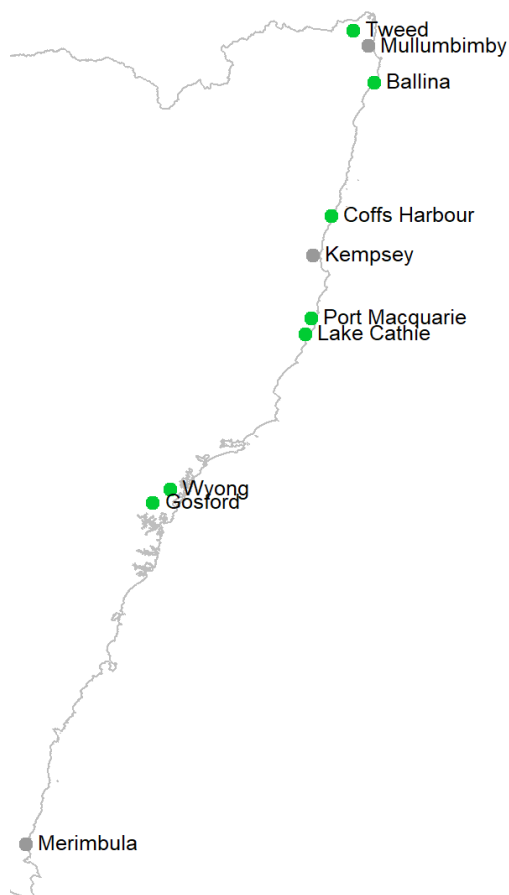 Tweed
Mullumbimby
Ballina
Coffs Harbour
Kempsey
Port Macquarie
Lake Cathie
Wyong
Gosford
Merimbula